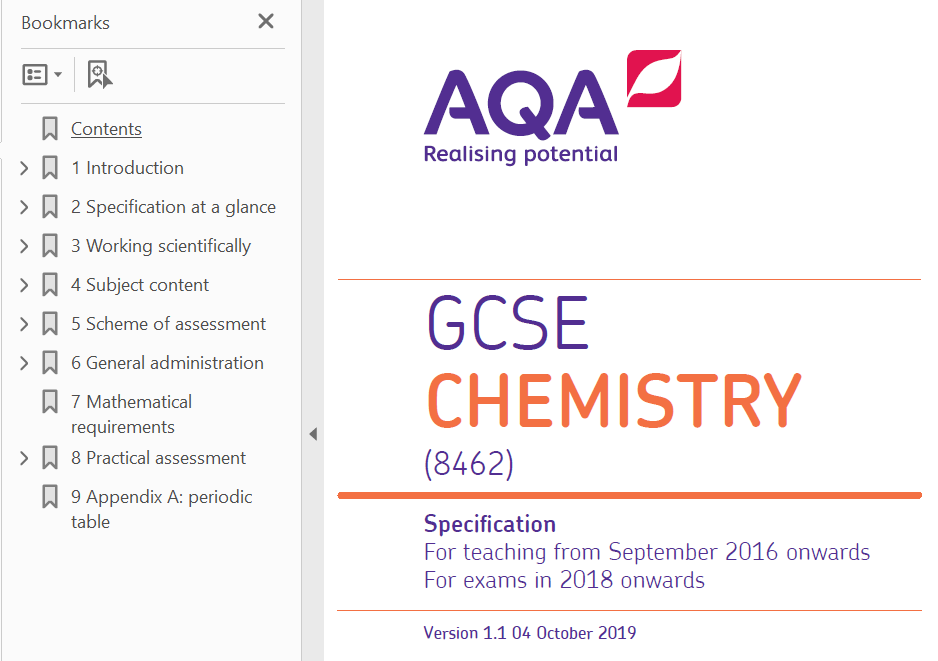 Bookmarks
Contents
1 Introduction
2 Specification at a glance
3 Working scientifically
4 Subject content
5 Scheme of assessment
6 General administration
7 Mathematical
requirements
8 Practical assessment
9 Appendix A: periodic
table
AQA
Realising potential
GCSE
CHEMISTRY
(8462)
Specification
For teaching from September 2016 onwards
For exams in 2018 onwards
Version 1.1 04 October 2019